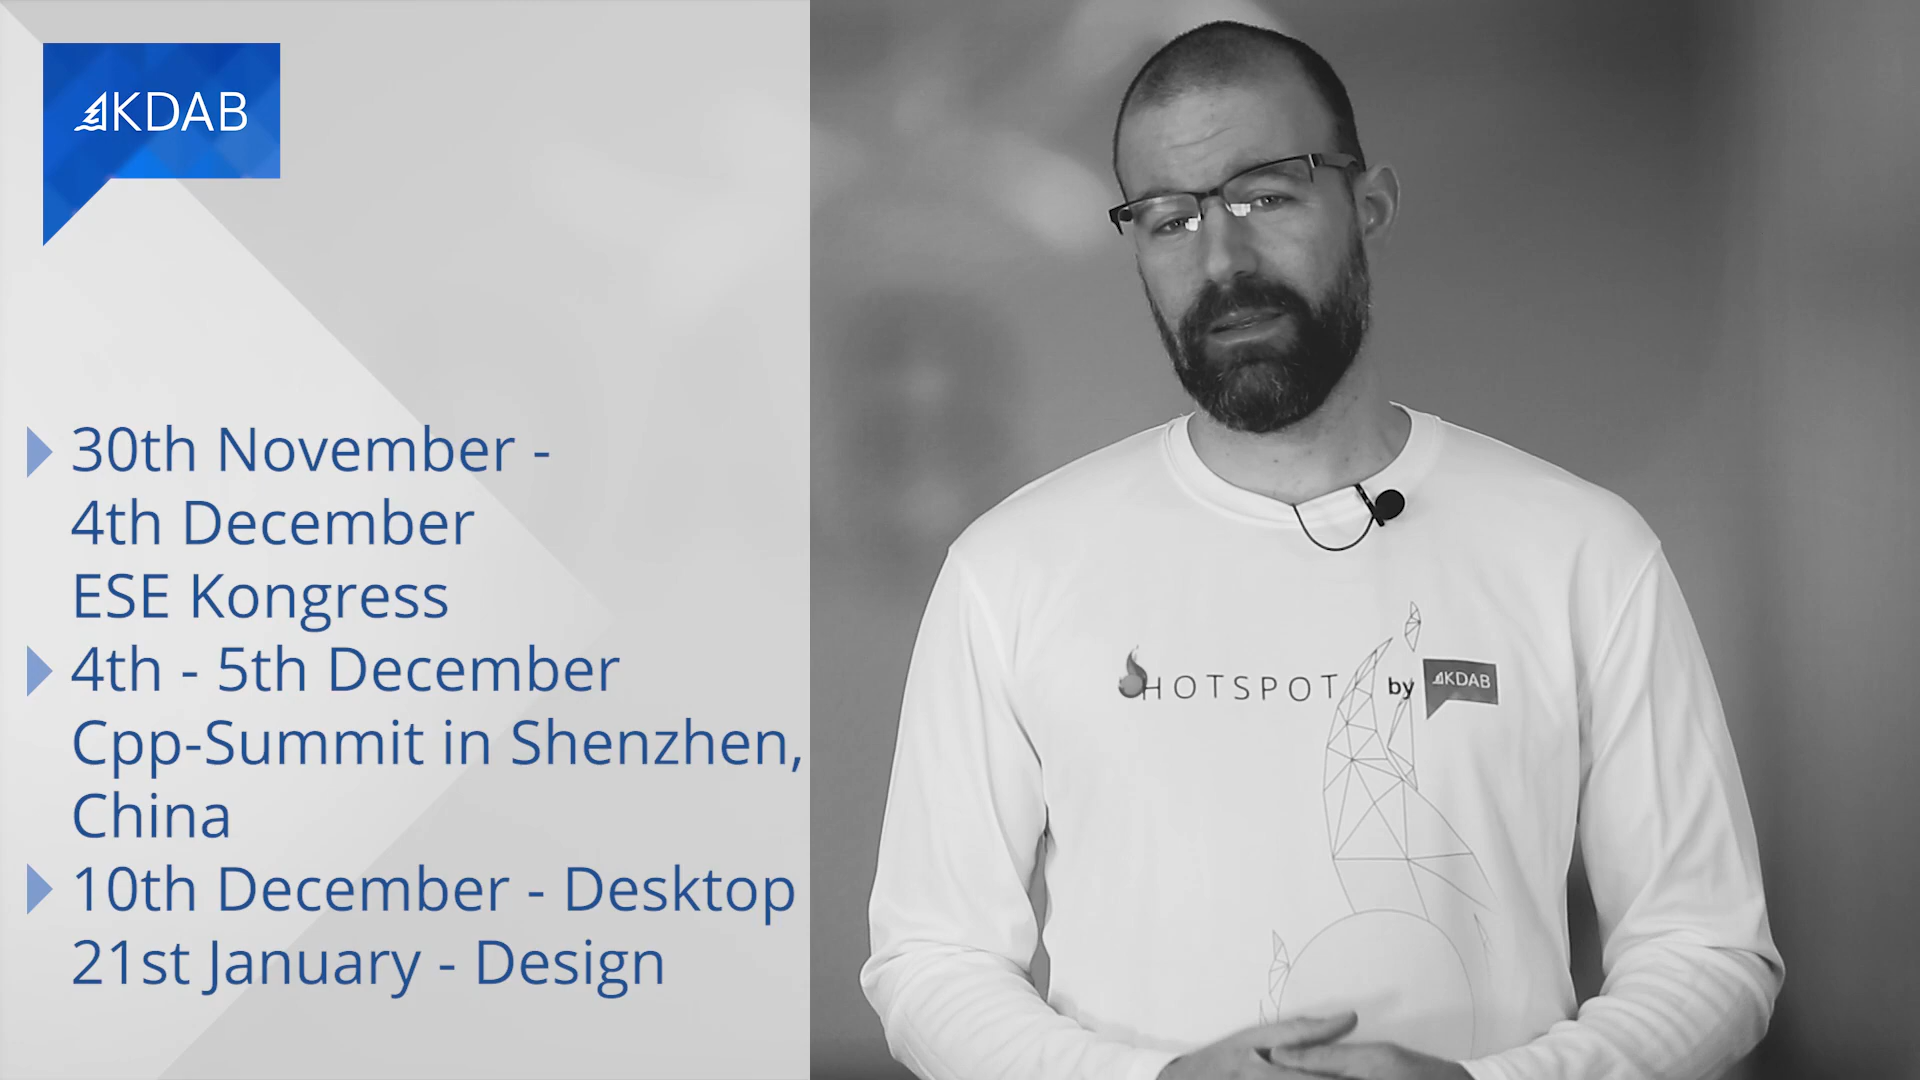 KDAB
30th November -
4th December
ESE Kongress
4th - 5th December
Cpp-Summit in Shenzhen,
China
10th December - Desktop
21st January - Design
HOTSPOT by KDAB